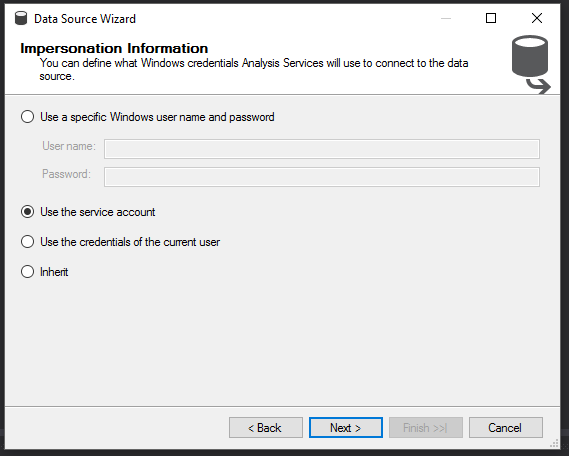 Data Source Wizard
Impersonation Information
You can define what Windows credentials Analysis Services will use to connect to the data
source.
Use a specific Windows user name and password
User name:
Password:
Use the service account
Use the credentials of the current user
Inherit
< Back
Next >
Finish >>|
Cancel